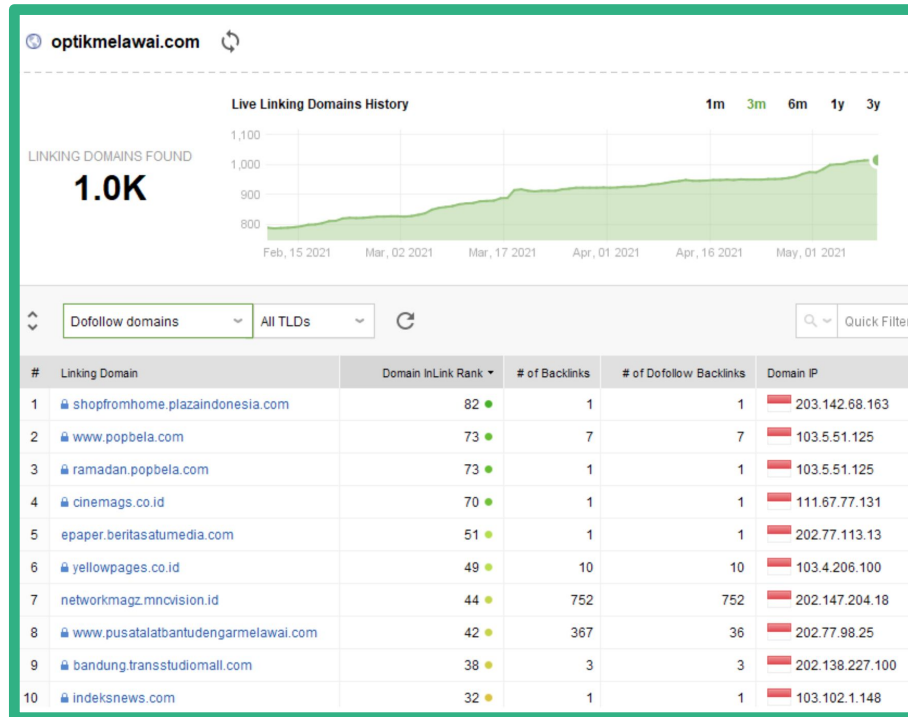 optikmelawai.com
Live Linking Domains History
1m 3m 6m 1y 3y
LINKING DOMAINS FOUND
1.0K
1,100
1,000
900
800
Feb, 15 2021 Mar, 02 2021 Mar, 17 2021 Apr, 01 2021 Apr, 16 2021 May, 01 2021
Dofollow domains All TLDs Quick Filte
# Linking Domain Domain InLink Rank # of Backlinks # of Dofollow Backlinks Domain IP
1 shopfromhome.plazaindonesia.com 82 1 1 203.142.68.163
2 www.popbela.com 73 7 7 103.5.51.125
3 ramadan.popbela.com 73 1 1 103.5.51.125
4 cinemags.co.id 70 1 1 111.67.77.131
5 epaper.beritasatumedia.com 51 1 1 202.77.113.13
6 yellowpages.co.id 49 10 10 103.4.206.100
7 networkmagz.mncvision.id 44 752 752 202.147.204.18
8 www.pusatalatbantudengarmelawai.com 42 367 36 202.77.98.25
9 bandung.transstudiomall.com 38 3 3 202.138.227.100
10 indeksnews.com 32 1 1 103.102.1.148